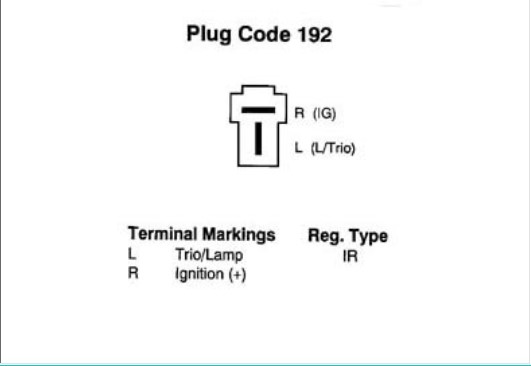 Plug Code 192
R (IG)
L (L/Trio)
Terminal Markings Reg. Type
L Trio/Lamp IR
R Ignition (+)